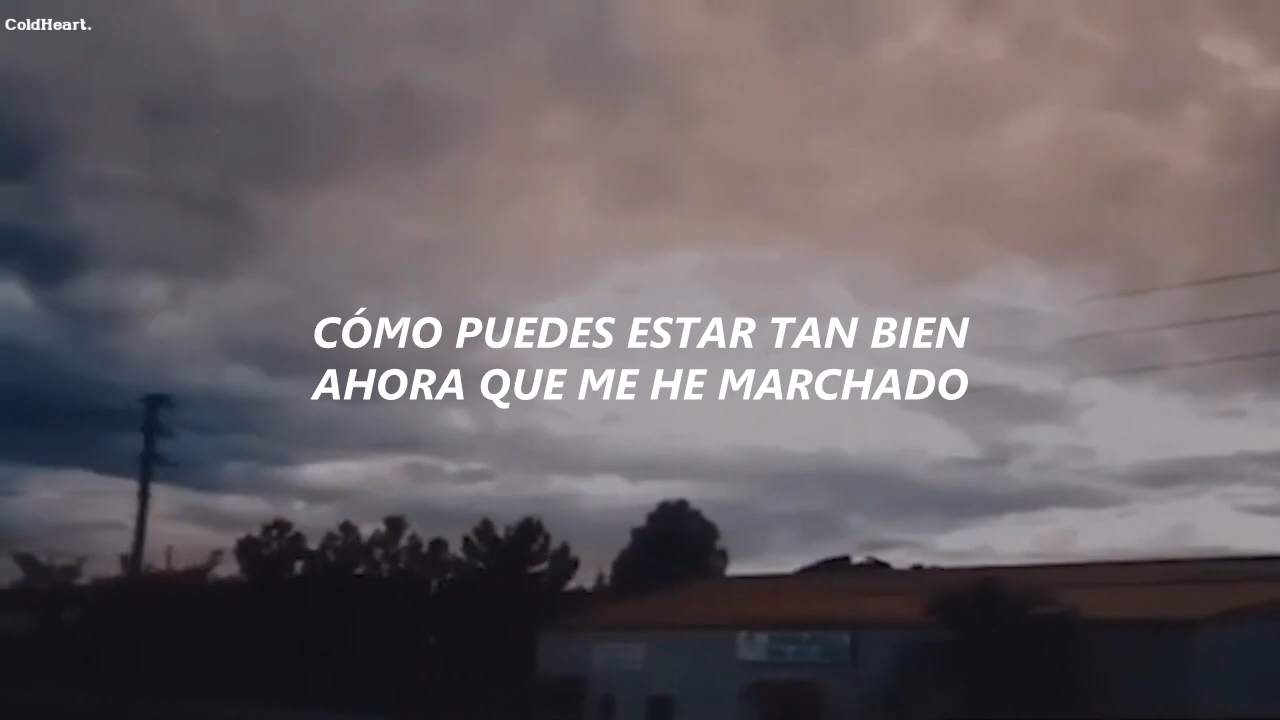 ColdHeart.
CÓMO PUEDES ESTAR TAN BIEN
AHORA QUE ME HE MARCHADO